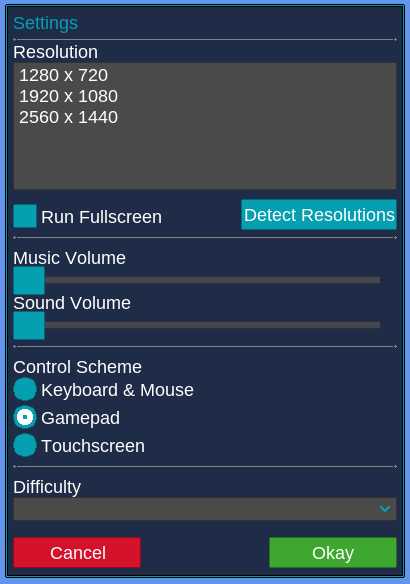 Settings
Resolution
1280 x 720
1920 x 1080
2560 x 1440
Run Fullscreen
Detect Resolutions
Music Volume
Sound Volume
Control Scheme
Keyboard & Mouse
Gamepad
Touchscreen
Difficulty
Cancel
Okay